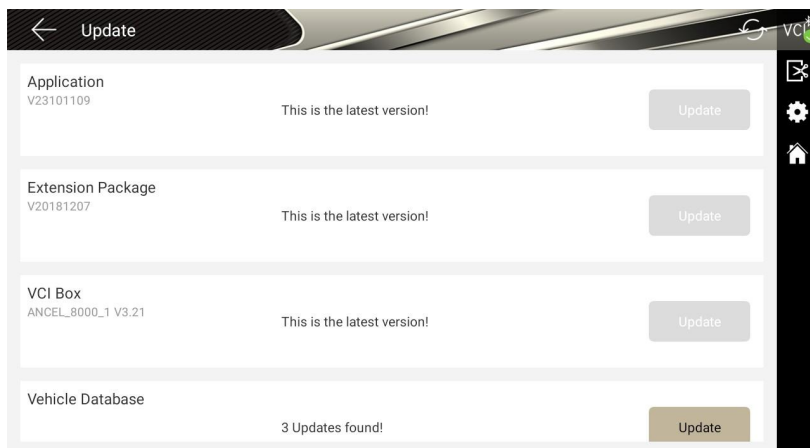 Update
VCI
Application
V23101109
This is the latest version!
Update
Extension Package
V20181207
This is the latest version!
Update
VCI Box
ANCEL_8000_1 V3.21
This is the latest version!
Update
Vehicle Database
3 Updates found!
Update